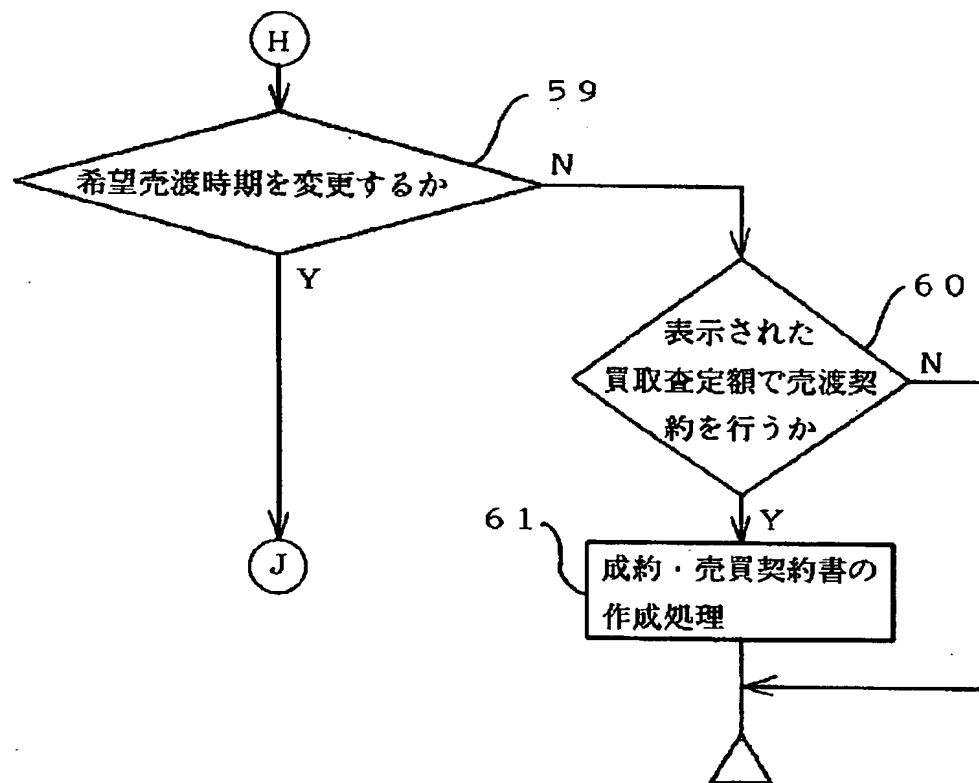 H
59
希望売渡時期を変更するか
N
Y
60
表示された
買取査定額で売渡契
約を行うか
N
Y
J
61
成約・売買契約書の
作成処理